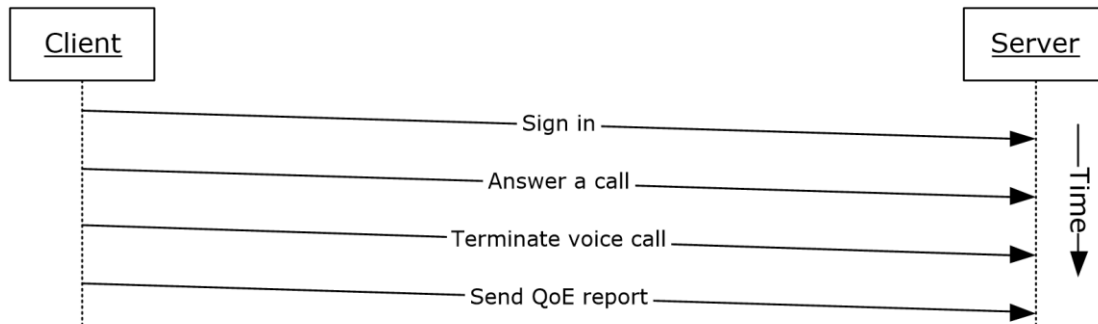 Client
Server
Sign in
Answer a call
Terminate voice call
Send QoE report
Time